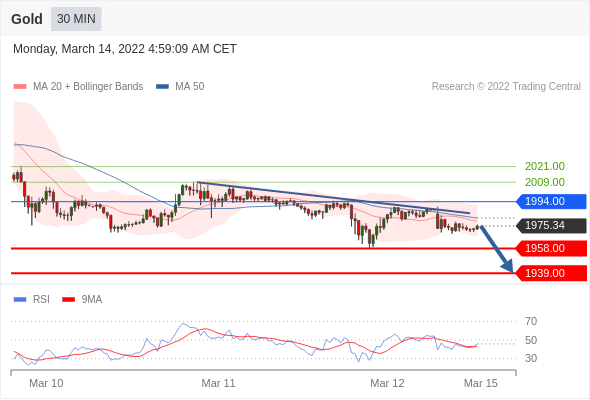 Gold 30 MIN
Monday, March 14, 2022 4:59:09 AM CET
MA 20 + Bollinger Bands MA 50 Research © 2022 Trading Central
2021.00
2009.00
1994.00
1975.34
1958.00
1939.00
RSI 9MA
70
50
30
Mar 10 Mar 11 Mar 12 Mar 15